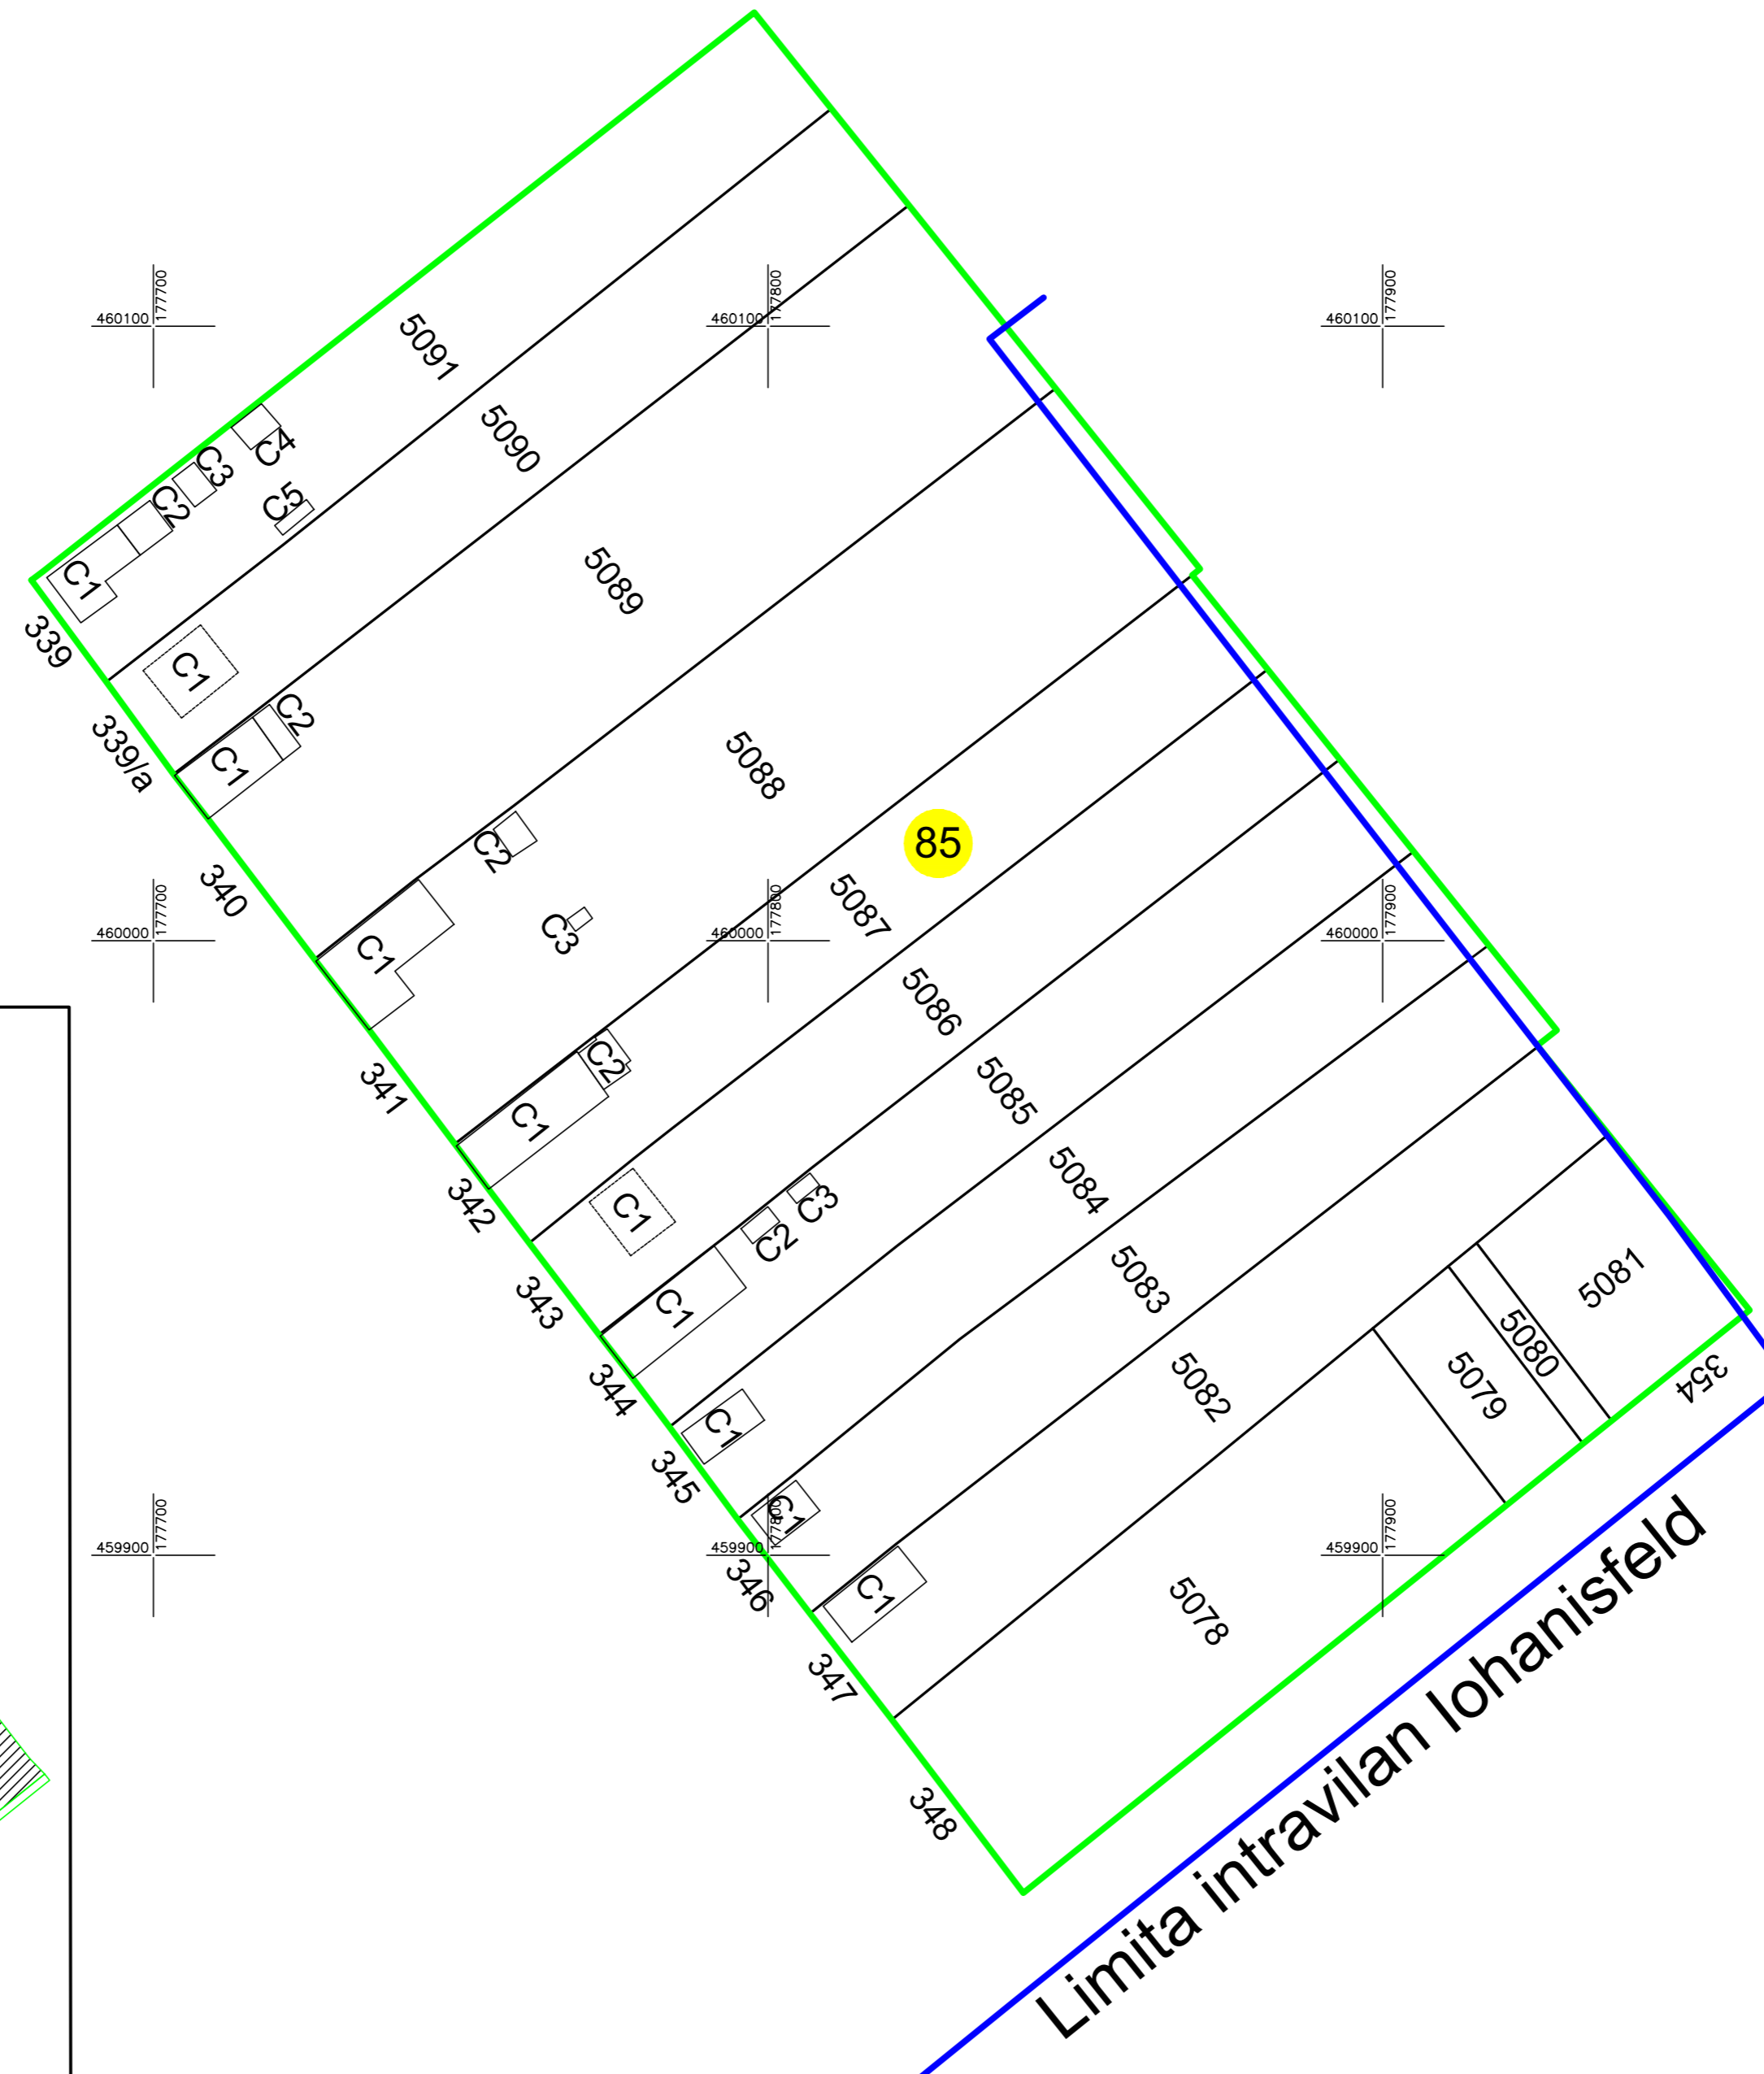 177700
460100
177800
460100
177900
460100
5091
5090
5089
5088
85
5087
5086
5085
5084
5083
5082
5081
5080
5079
5078
C4
C3
C2
C5
C1
339
C1
339/a
C2
C1
340
C2
C3
C1
341
C2
C1
342
C1
343
C3
C2
C1
344
C1
345
C1
346
C1
347
348
354
177700
460000
177800
460000
177900
460000
177700
459900
177800
459900
177900
459900
Limita intravilan Iohanisfeld